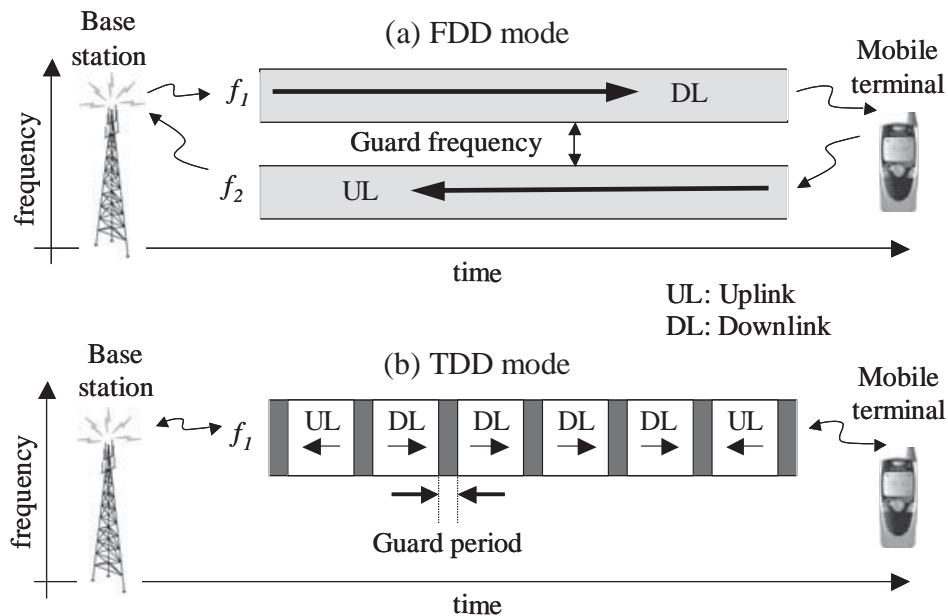 Base
station
(a) FDD mode
Mobile
terminal
frequency
f1
DL
Guard frequency
f2
UL
time
UL: Uplink
DL: Downlink
Base
station
(b) TDD mode
Mobile
terminal
frequency
f1
UL DL DL DL DL UL
Guard period
time